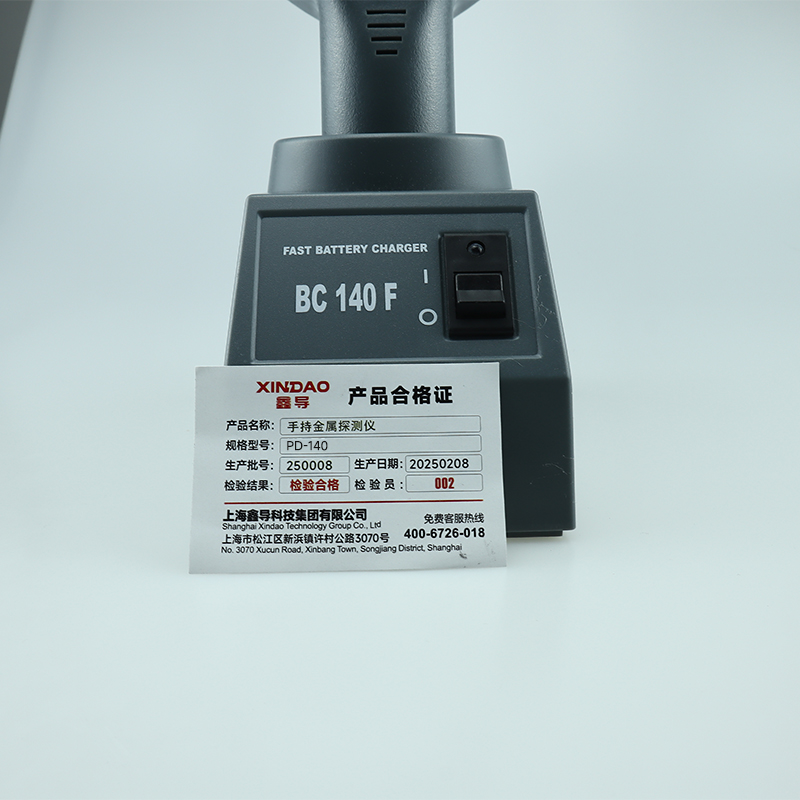 FAST BATTERY CHARGER
BC 140 F
I
O
XINDAO
鑫导
产品合格证
产品名称: 手持金属探测仪
规格型号: PD-140
生产批号: 250008 生产日期: 20250208
检验结果: 检验合格 检 验 员: 002
上海鑫导科技集团有限公司
Shanghai Xindao Technology Group Co., Ltd
免费客服热线
上海市松江区新浜镇许村公路3070号
400-6726-018
No. 3070 Xucun Road, Xinbang Town, Songjiang District, Shanghai